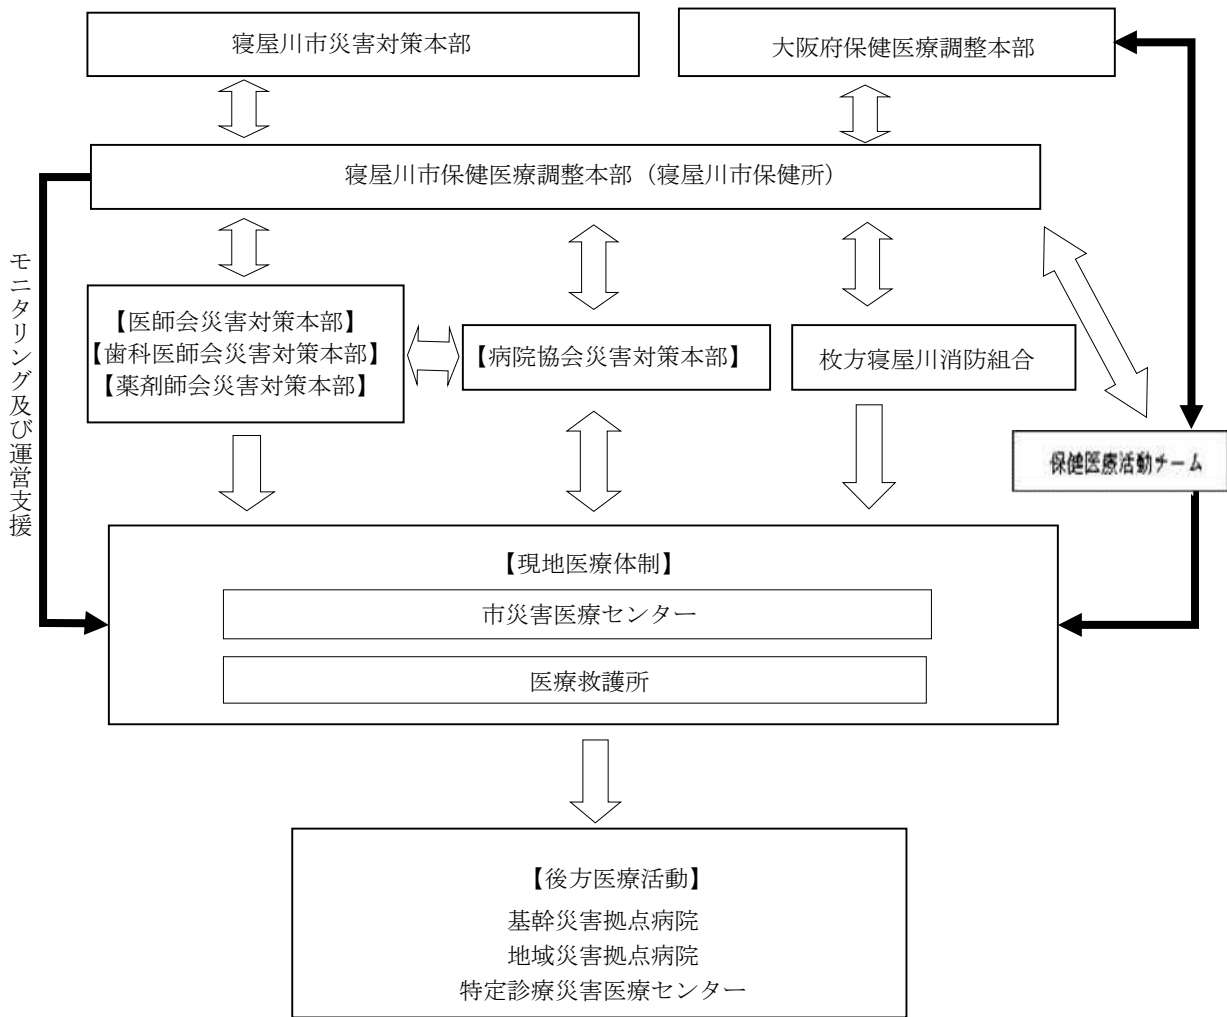 寝屋川市災害対策本部
大阪府保健医療調整本部
寝屋川市保健医療調整本部（寝屋川市保健所）
モニタリング及び運営支援
【医師会災害対策本部】
【歯科医師会災害対策本部】
【薬剤師会災害対策本部】
【病院協会災害対策本部】
枚方寝屋川消防組合
保健医療活動チーム
【現地医療体制】
市災害医療センター
医療救護所
【後方医療活動】
基幹災害拠点病院
地域災害拠点病院
特定診療災害医療センター